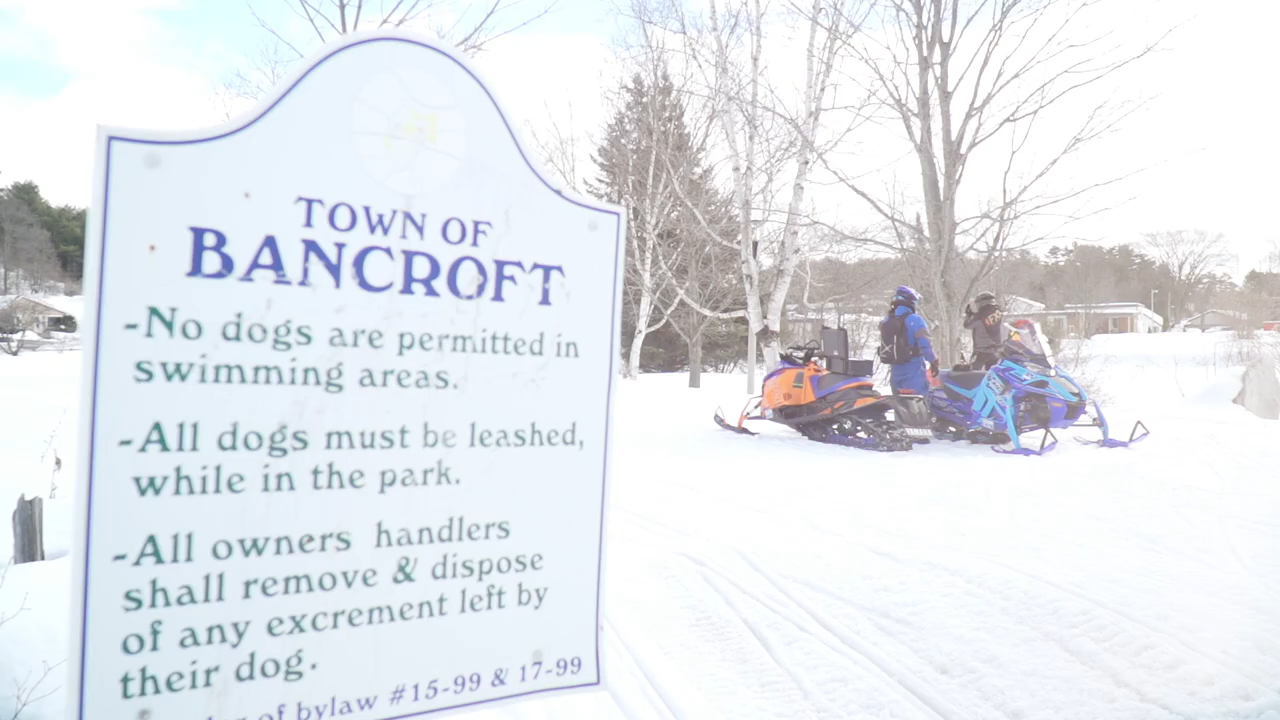 TOWN OF
BANCROFT
-No dogs are permitted in
swimming areas.
-All dogs must be leashed,
while in the park.
-All owners handlers
shall remove & dispose
of any excrement left by
their dog.
of bylaw #15-99 & 17-99